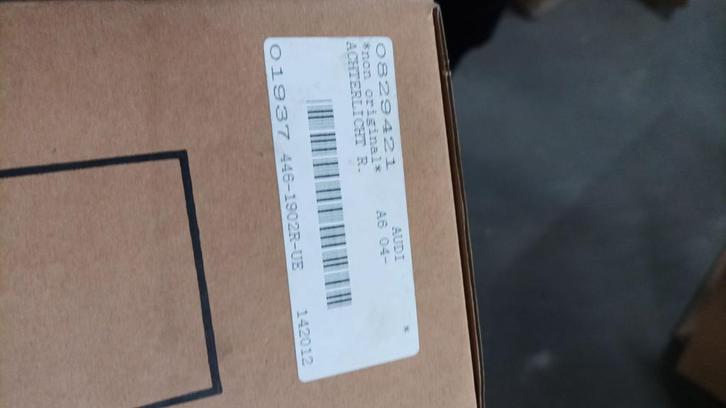 0829421 AUDI
*non original* A6 04-
ACHTERLICHT R. *
01937 446-1902R-UE 142012